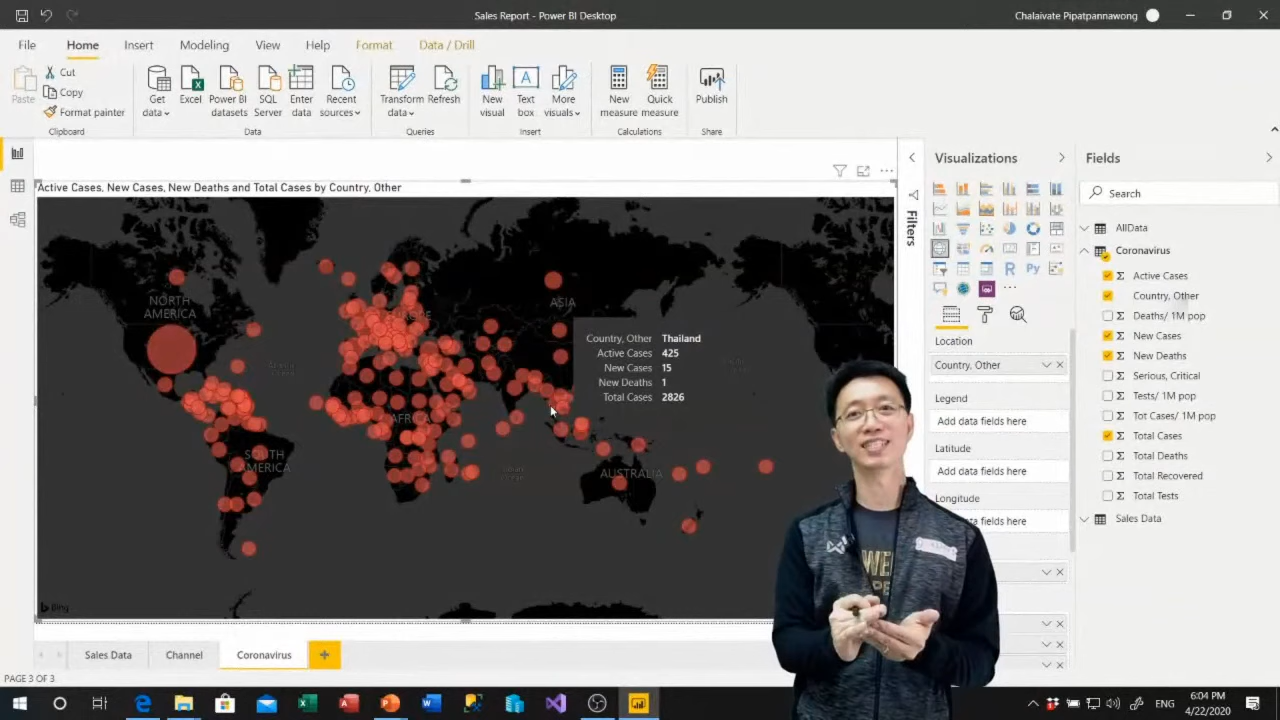 Sales Report - Power BI Desktop
Chalaivate Pipatpannawong
File Home Insert Modeling View Help Format Data / Drill
Paste
Cut
Copy
Format painter
Get data
Excel
Power BI datasets
SQL Server
Enter data
Recent sources
Transform data
Refresh
New visual
Text box
More visuals
New measure
Quick measure
Publish
Clipboard Data Queries Insert Calculations Share
Active Cases, New Cases, New Deaths and Total Cases by Country, Other
NORTH AMERICA
ASIA
AFRICA
SOUTH AMERICA
AUSTRALIA
Country, Other Thailand
Active Cases 425
New Cases 15
New Deaths 1
Total Cases 2826
Bing
Filters
Visualizations
R Py
Location
Country, Other
Legend
Add data fields here
Latitude
Add data fields here
Longitude
Add data fields here
Fields
Search
AllData
Coronavirus
Active Cases
Country, Other
Deaths/ 1M pop
New Cases
New Deaths
Serious, Critical
Tests/ 1M pop
Tot Cases/ 1M pop
Total Cases
Total Deaths
Total Recovered
Total Tests
Sales Data
Sales Data Channel Coronavirus
PAGE 3 OF 3
ENG
6:04 PM
4/22/2020